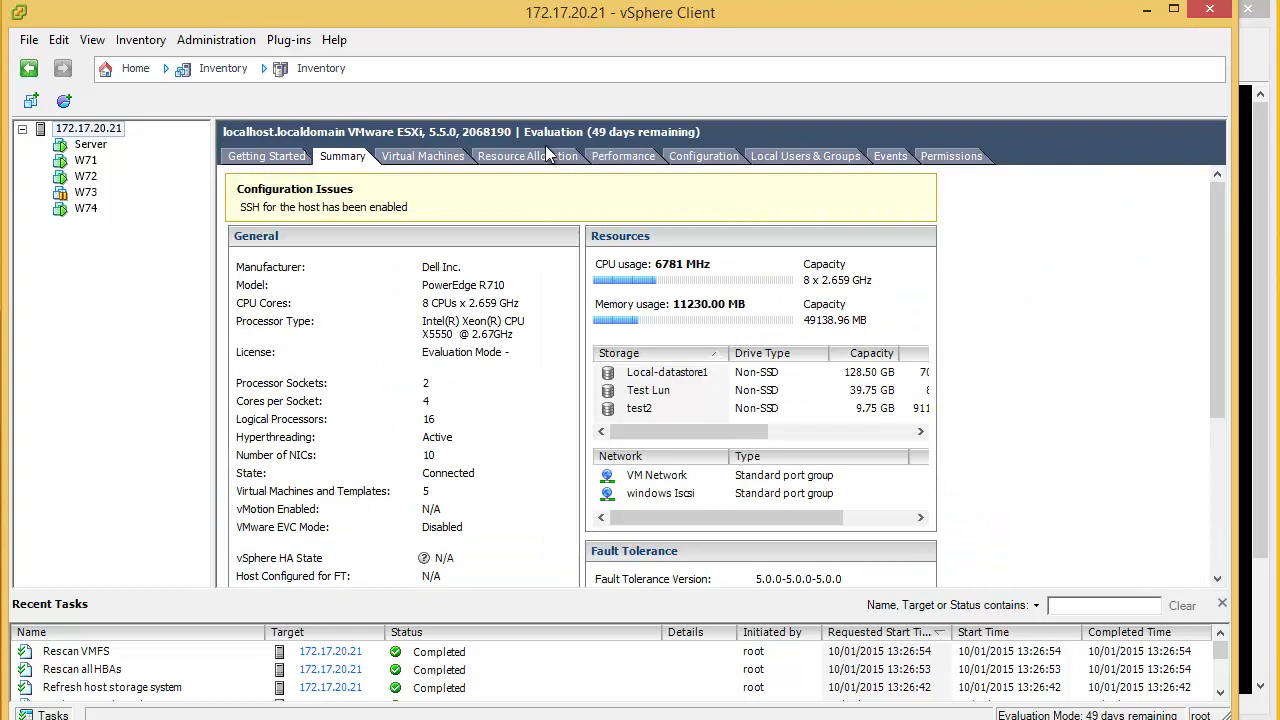 172.17.20.21 - vSphere Client
File Edit View Inventory Administration Plug-ins Help
Home Inventory Inventory
172.17.20.21
Server
W71
W72
W73
W74
localhost.localdomain VMware ESXi, 5.5.0, 2068190 | Evaluation (49 days remaining)
Getting Started Summary Virtual Machines Resource Allocation Performance Configuration Local Users & Groups Events Permissions
Configuration Issues
SSH for the host has been enabled
General
Manufacturer: Dell Inc.
Model: PowerEdge R710
CPU Cores: 8 CPUs x 2.659 GHz
Processor Type: Intel(R) Xeon(R) CPU
X5550 @ 2.67GHz
License: Evaluation Mode -
Processor Sockets: 2
Cores per Socket: 4
Logical Processors: 16
Hyperthreading: Active
Number of NICs: 10
State: Connected
Virtual Machines and Templates: 5
vMotion Enabled: N/A
VMware EVC Mode: Disabled
vSphere HA State ? N/A
Host Configured for FT: N/A
Resources
CPU usage: 6781 MHz Capacity
8 x 2.659 GHz
Memory usage: 11230.00 MB Capacity
49138.96 MB
Storage Drive Type Capacity
Local-datastore1 Non-SSD 128.50 GB 70
Test Lun Non-SSD 39.75 GB 8
test2 Non-SSD 9.75 GB 911
Network Type
VM Network Standard port group
windows Iscsi Standard port group
Fault Tolerance
Fault Tolerance Version: 5.0.0-5.0.0-5.0.0
Recent Tasks Name, Target or Status contains: Clear
Name Target Status Details Initiated by Requested Start Ti... Start Time Completed Time
Rescan VMFS 172.17.20.21 Completed root 10/01/2015 13:26:54 10/01/2015 13:26:54 10/01/2015 13:26:54
Rescan all HBAs 172.17.20.21 Completed root 10/01/2015 13:26:53 10/01/2015 13:26:53 10/01/2015 13:26:54
Refresh host storage system 172.17.20.21 Completed root 10/01/2015 13:26:42 10/01/2015 13:26:42 10/01/2015 13:26:42
Tasks Evaluation Mode: 49 days remaining root